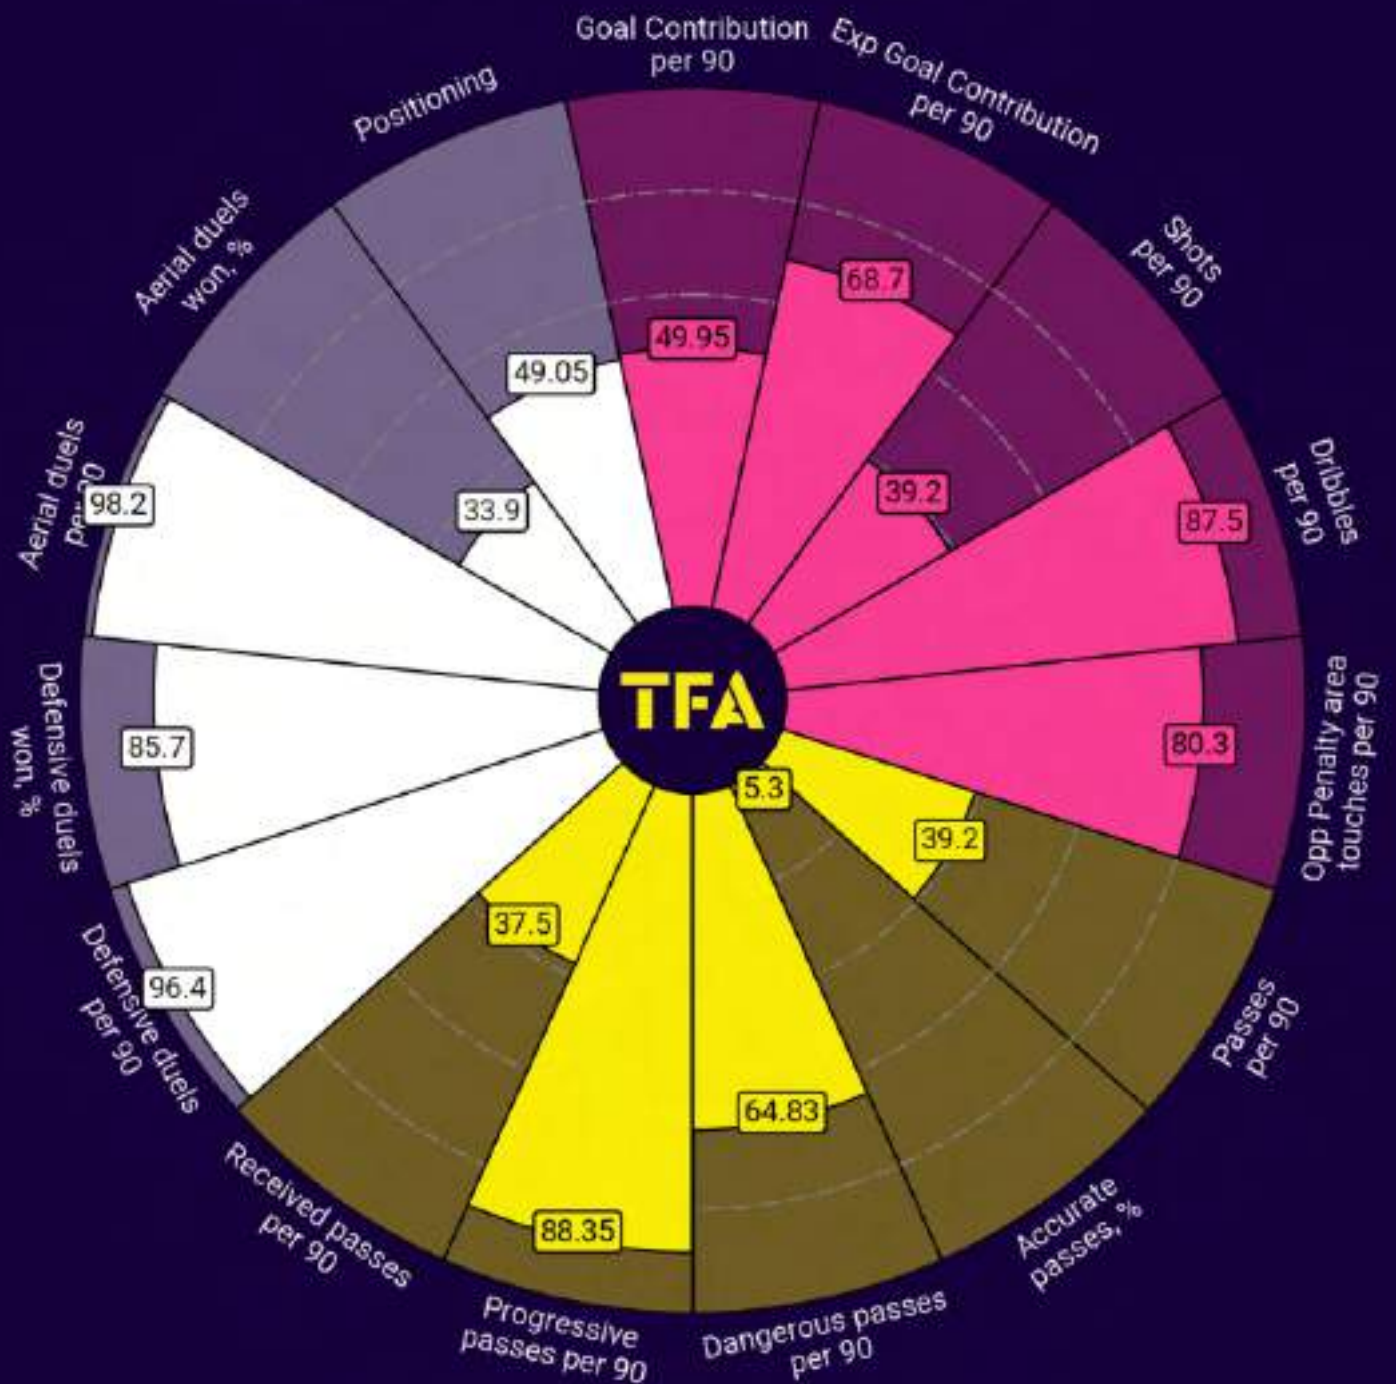 Goal Contribution
per 90
Exp Goal Contribution
per 90
Shots
per 90
Dribbles
per 90
Opp Penalty area
touches per 90
Passes
per 90
Accurate
passes, %
Dangerous passes
per 90
Progressive
passes per 90
Received passes
per 90
Defensive duels
per 90
Defensive duels
won, %
Aerial duels
per 90
Aerial duels
won, %
Positioning
49.95
68.7
39.2
87.5
80.3
39.2
5.3
64.83
88.35
37.5
96.4
85.7
98.2
33.9
49.05
TFA